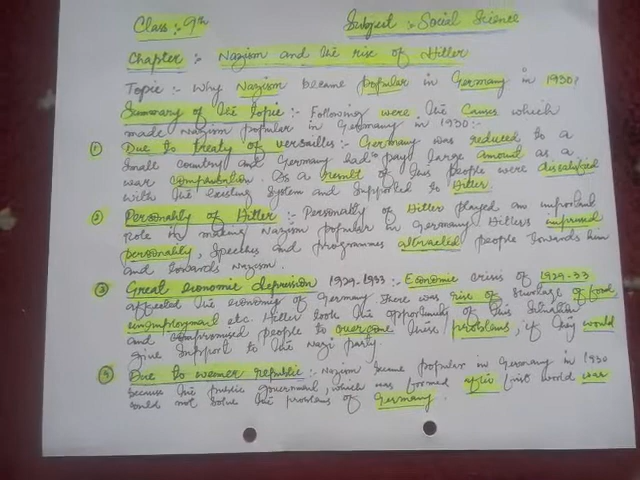 Class :- 9th Subject :- Social Science
Chapter :- Nazism and the rise of Hitler
Topic :- Why Nazism became popular in Germany in 1930?
Summary of the topic :- Following were the causes which
made Nazism popular in Germany in 1930:-
① Due to treaty of versailles :- Germany was reduced to a
small country and Germany had to pay large amount as a
war compensation. As a result of this people were dissatisfied
with the existing system and supported to Hitler.
② Personality of Hitler :- Personality of Hitler played an important
role in making Nazism popular in Germany. Hitler's
personality, speeches and programmes attracted people towards him
and towards Nazism.
③ Great economic depression 1929-1933 :- Economic crisis of 1929-33
affected the economy of Germany there was rise of shortage of food,
unemployment etc. Hitler took the opportunity of this situation
and people to overcome these problems, if they would
give support to the Nazi party.
④ Due to republic :- Nazism popular in Germany in 1930
because the public government, which was formed after first world war
could not solve the problems of Germany.